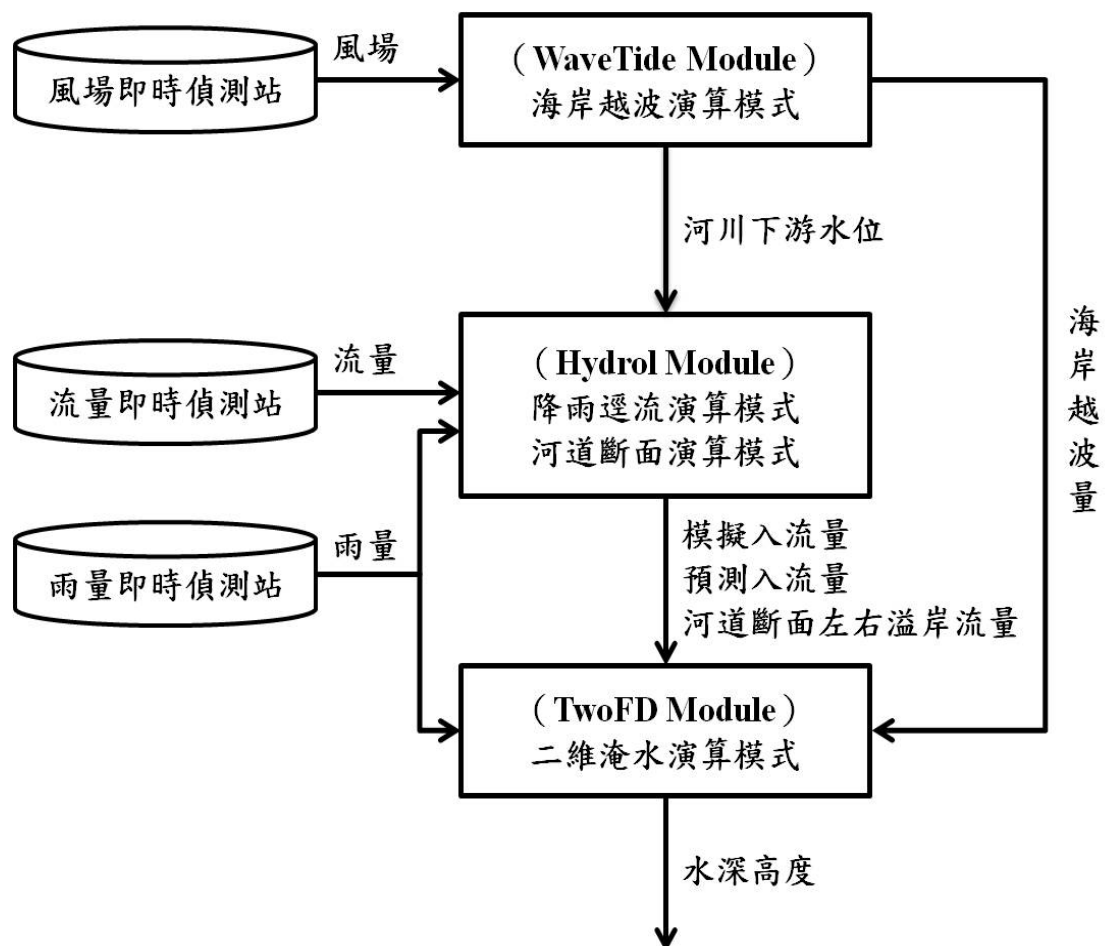 風場即時偵測站
風場
（WaveTide Module）
海岸越波演算模式
河川下游水位
海岸越波量
流量即時偵測站
流量
（Hydrol Module）
降雨逕流演算模式
河道斷面演算模式
雨量即時偵測站
雨量
模擬入流量
預測入流量
河道斷面左右溢岸流量
（TwoFD Module）
二維淹水演算模式
水深高度